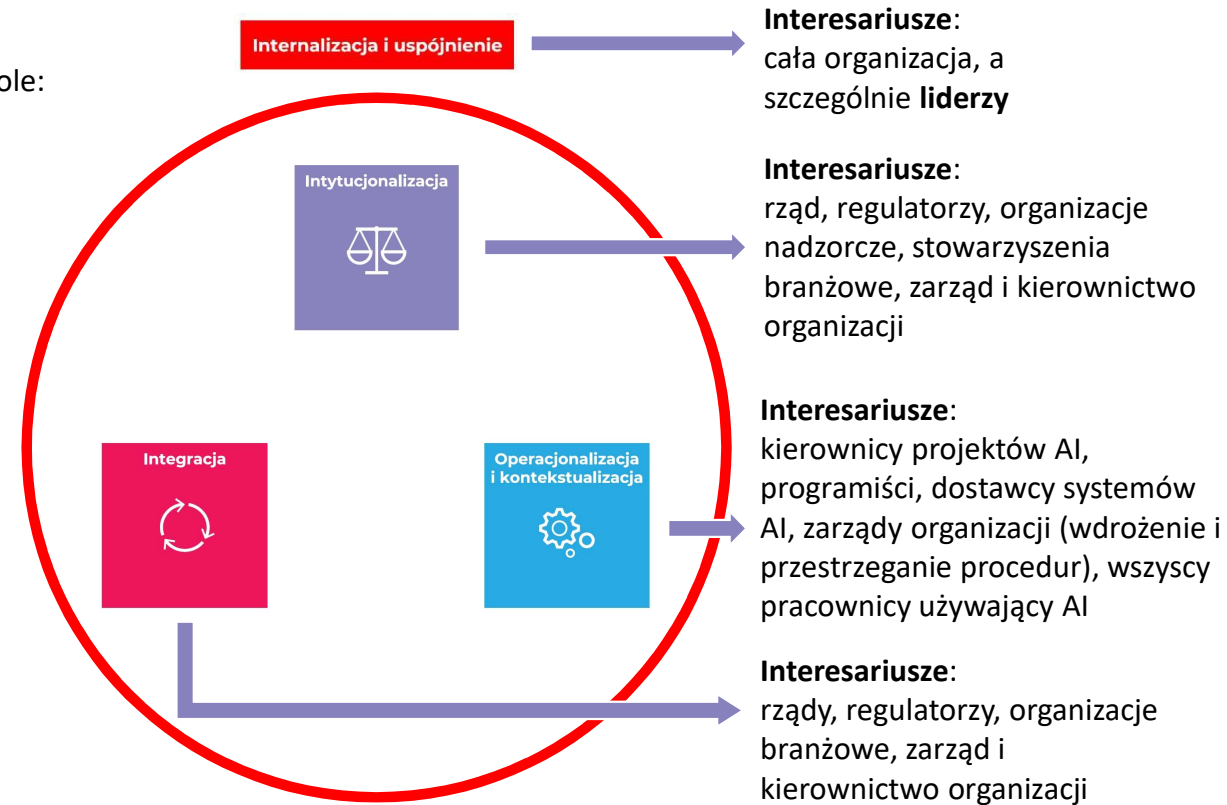 ole:
Internalizacja i uspójnienie
Interesariusze:
cała organizacja, a
szczególnie liderzy
Intytucjonalizacja
Interesariusze:
rząd, regulatorzy, organizacje
nadzorcze, stowarzyszenia
branżowe, zarząd i kierownictwo
organizacji
Integracja
Operacjonalizacja
i kontekstualizacja
Interesariusze:
kierownicy projektów AI,
programiści, dostawcy systemów
AI, zarządy organizacji (wdrożenie i
przestrzeganie procedur), wszyscy
pracownicy używający AI
Interesariusze:
rządy, regulatorzy, organizacje
branżowe, zarząd i
kierownictwo organizacji